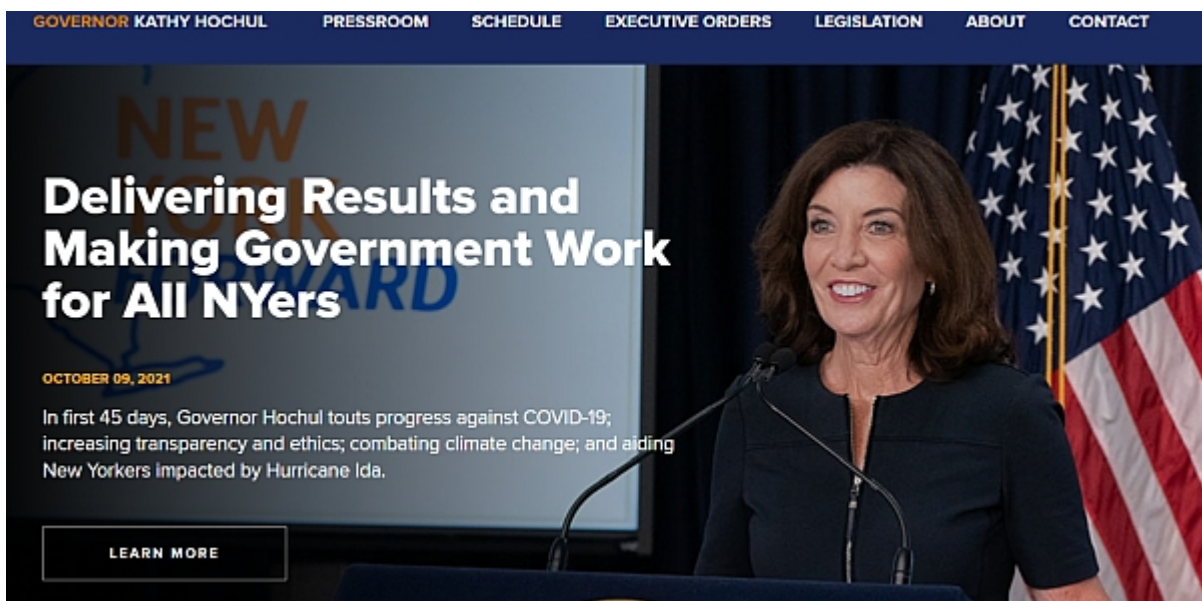 GOVERNOR KATHY HOCHUL PRESSROOM SCHEDULE EXECUTIVE ORDERS LEGISLATION ABOUT CONTACT
NEW
YORK
FORWARD
Delivering Results and
Making Government Work
for All NYers
OCTOBER 09, 2021
In first 45 days, Governor Hochul touts progress against COVID-19;
increasing transparency and ethics; combating climate change; and aiding
New Yorkers impacted by Hurricane Ida.
LEARN MORE